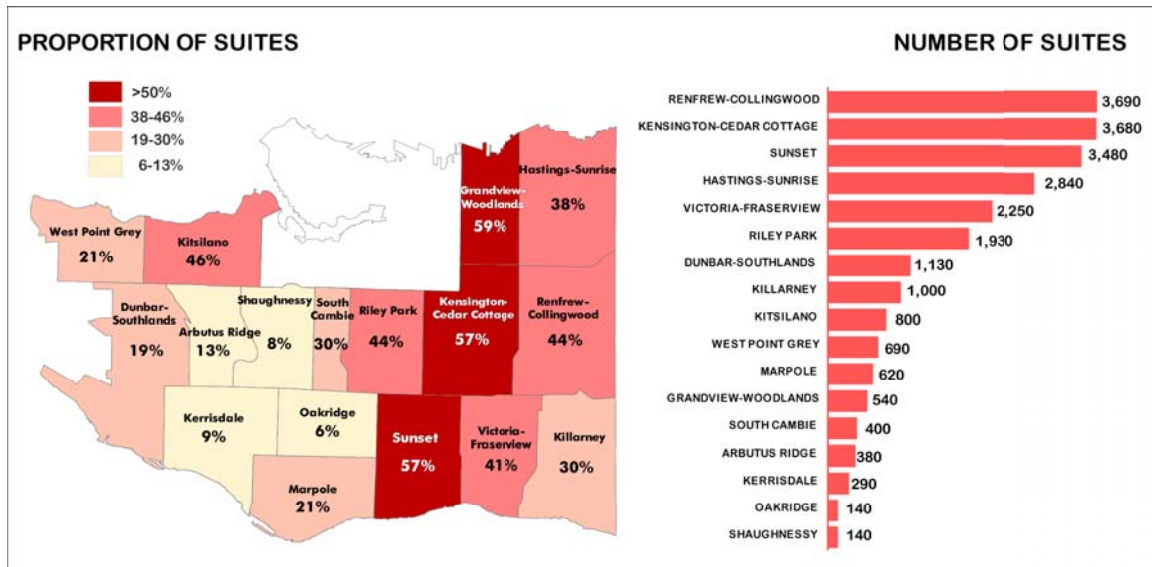 PROPORTION OF SUITES
>50%
38-46%
19-30%
6-13%
Hastings-Sunrise
38%
Grandview-
Woodlands
59%
West Point Grey
21%
Kitsilano
46%
Dunbar-
Southlands
19%
Arbutus Ridge
13%
Shaughnessy
8%
South
Cambie
30%
Riley Park
44%
Kensington-
Cedar Cottage
57%
Renfrew-
Collingwood
44%
Kerrisdale
9%
Oakridge
6%
Sunset
57%
Victoria-
Fraserview
41%
Killarney
30%
Marpole
21%
NUMBER OF SUITES
RENFREW-COLLINGWOOD 3,690
KENSINGTON-CEDAR COTTAGE 3,680
SUNSET 3,480
HASTINGS-SUNRISE 2,840
VICTORIA-FRASERVIEW 2,250
RILEY PARK 1,930
DUNBAR-SOUTHLANDS 1,130
KILLARNEY 1,000
KITSILANO 800
WEST POINT GREY 690
MARPOLE 620
GRANDVIEW-WOODLANDS 540
SOUTH CAMBIE 400
ARBUTUS RIDGE 380
KERRISDALE 290
OAKRIDGE 140
SHAUGHNESSY 140